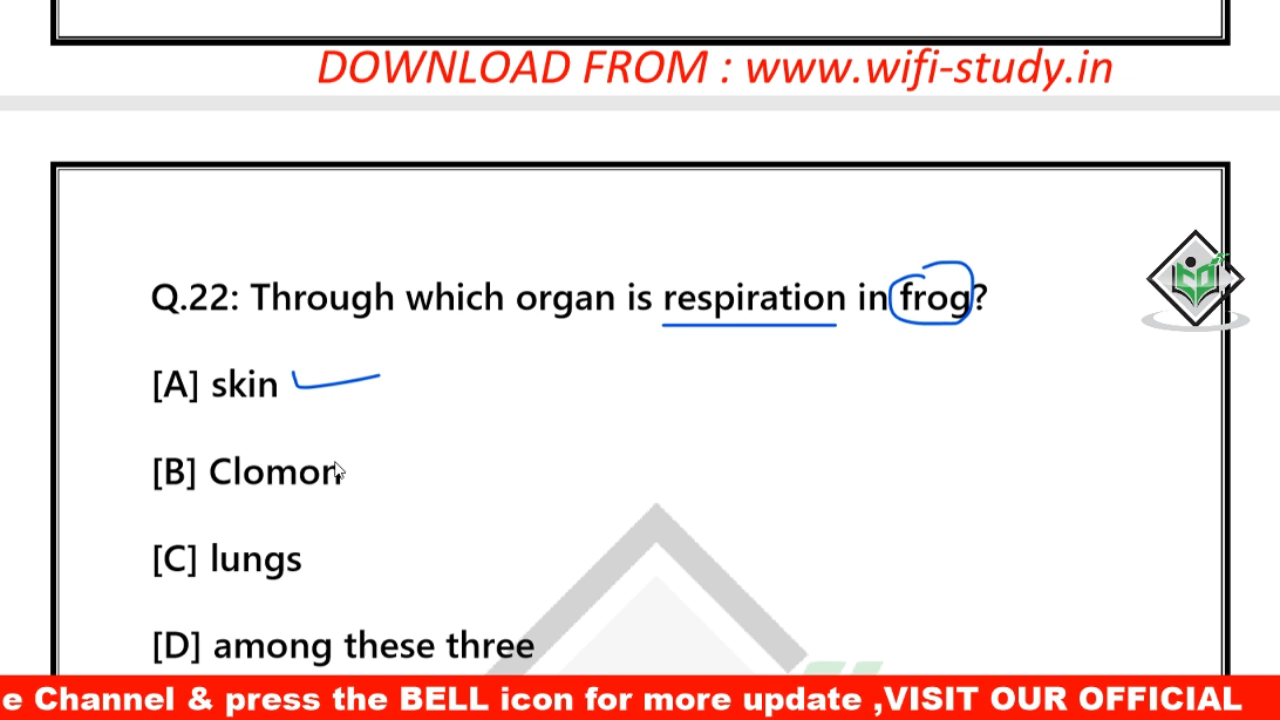 DOWNLOAD FROM : www.wifi-study.in
Q.22: Through which organ is respiration in frog?
[A] skin
[B] Clomon
[C] lungs
[D] among these three
e Channel & press the BELL icon for more update ,VISIT OUR OFFICIAL